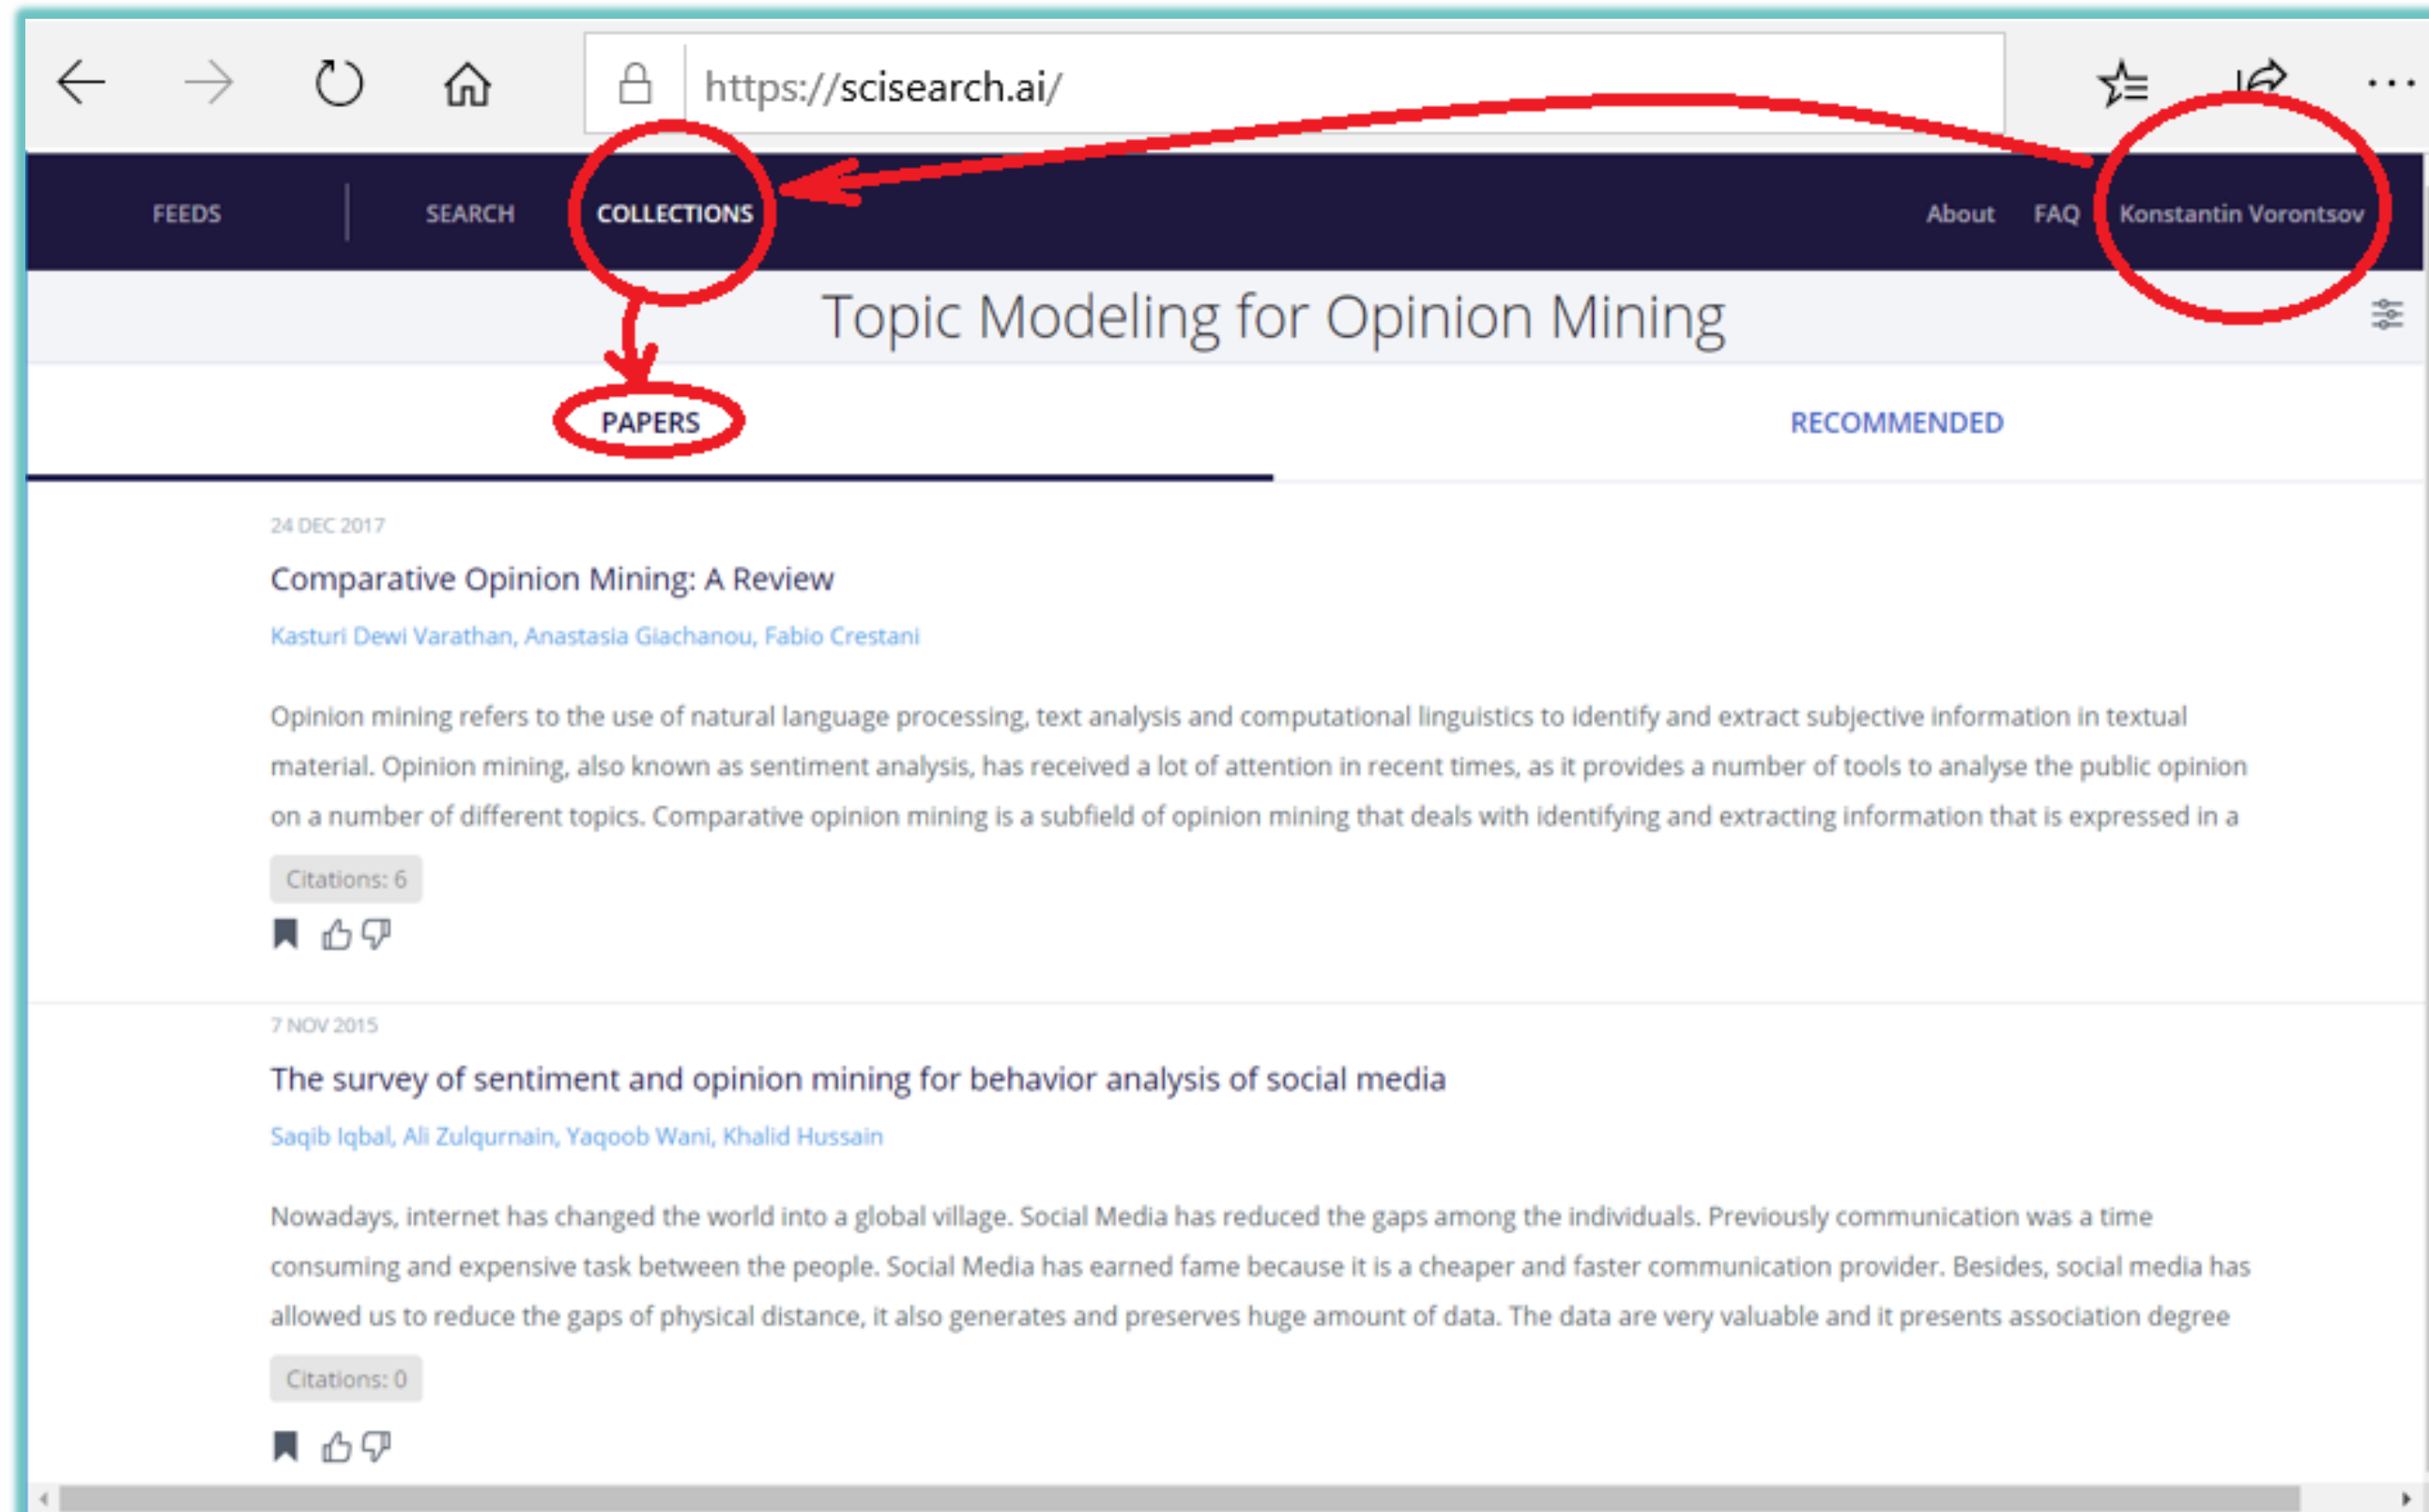 https://scisearch.ai/
FEEDS SEARCH COLLECTIONS About FAQ Konstantin Vorontsov
Topic Modeling for Opinion Mining
PAPERS RECOMMENDED
24 DEC 2017
Comparative Opinion Mining: A Review
Kasturi Dewi Varathan, Anastasia Giachanou, Fabio Crestani
Opinion mining refers to the use of natural language processing, text analysis and computational linguistics to identify and extract subjective information in textual
material. Opinion mining, also known as sentiment analysis, has received a lot of attention in recent times, as it provides a number of tools to analyse the public opinion
on a number of different topics. Comparative opinion mining is a subfield of opinion mining that deals with identifying and extracting information that is expressed in a
Citations: 6
7 NOV 2015
The survey of sentiment and opinion mining for behavior analysis of social media
Saqib Iqbal, Ali Zulqurnain, Yaqoob Wani, Khalid Hussain
Nowadays, internet has changed the world into a global village. Social Media has reduced the gaps among the individuals. Previously communication was a time
consuming and expensive task between the people. Social Media has earned fame because it is a cheaper and faster communication provider. Besides, social media has
allowed us to reduce the gaps of physical distance, it also generates and preserves huge amount of data. The data are very valuable and it presents association degree
Citations: 0